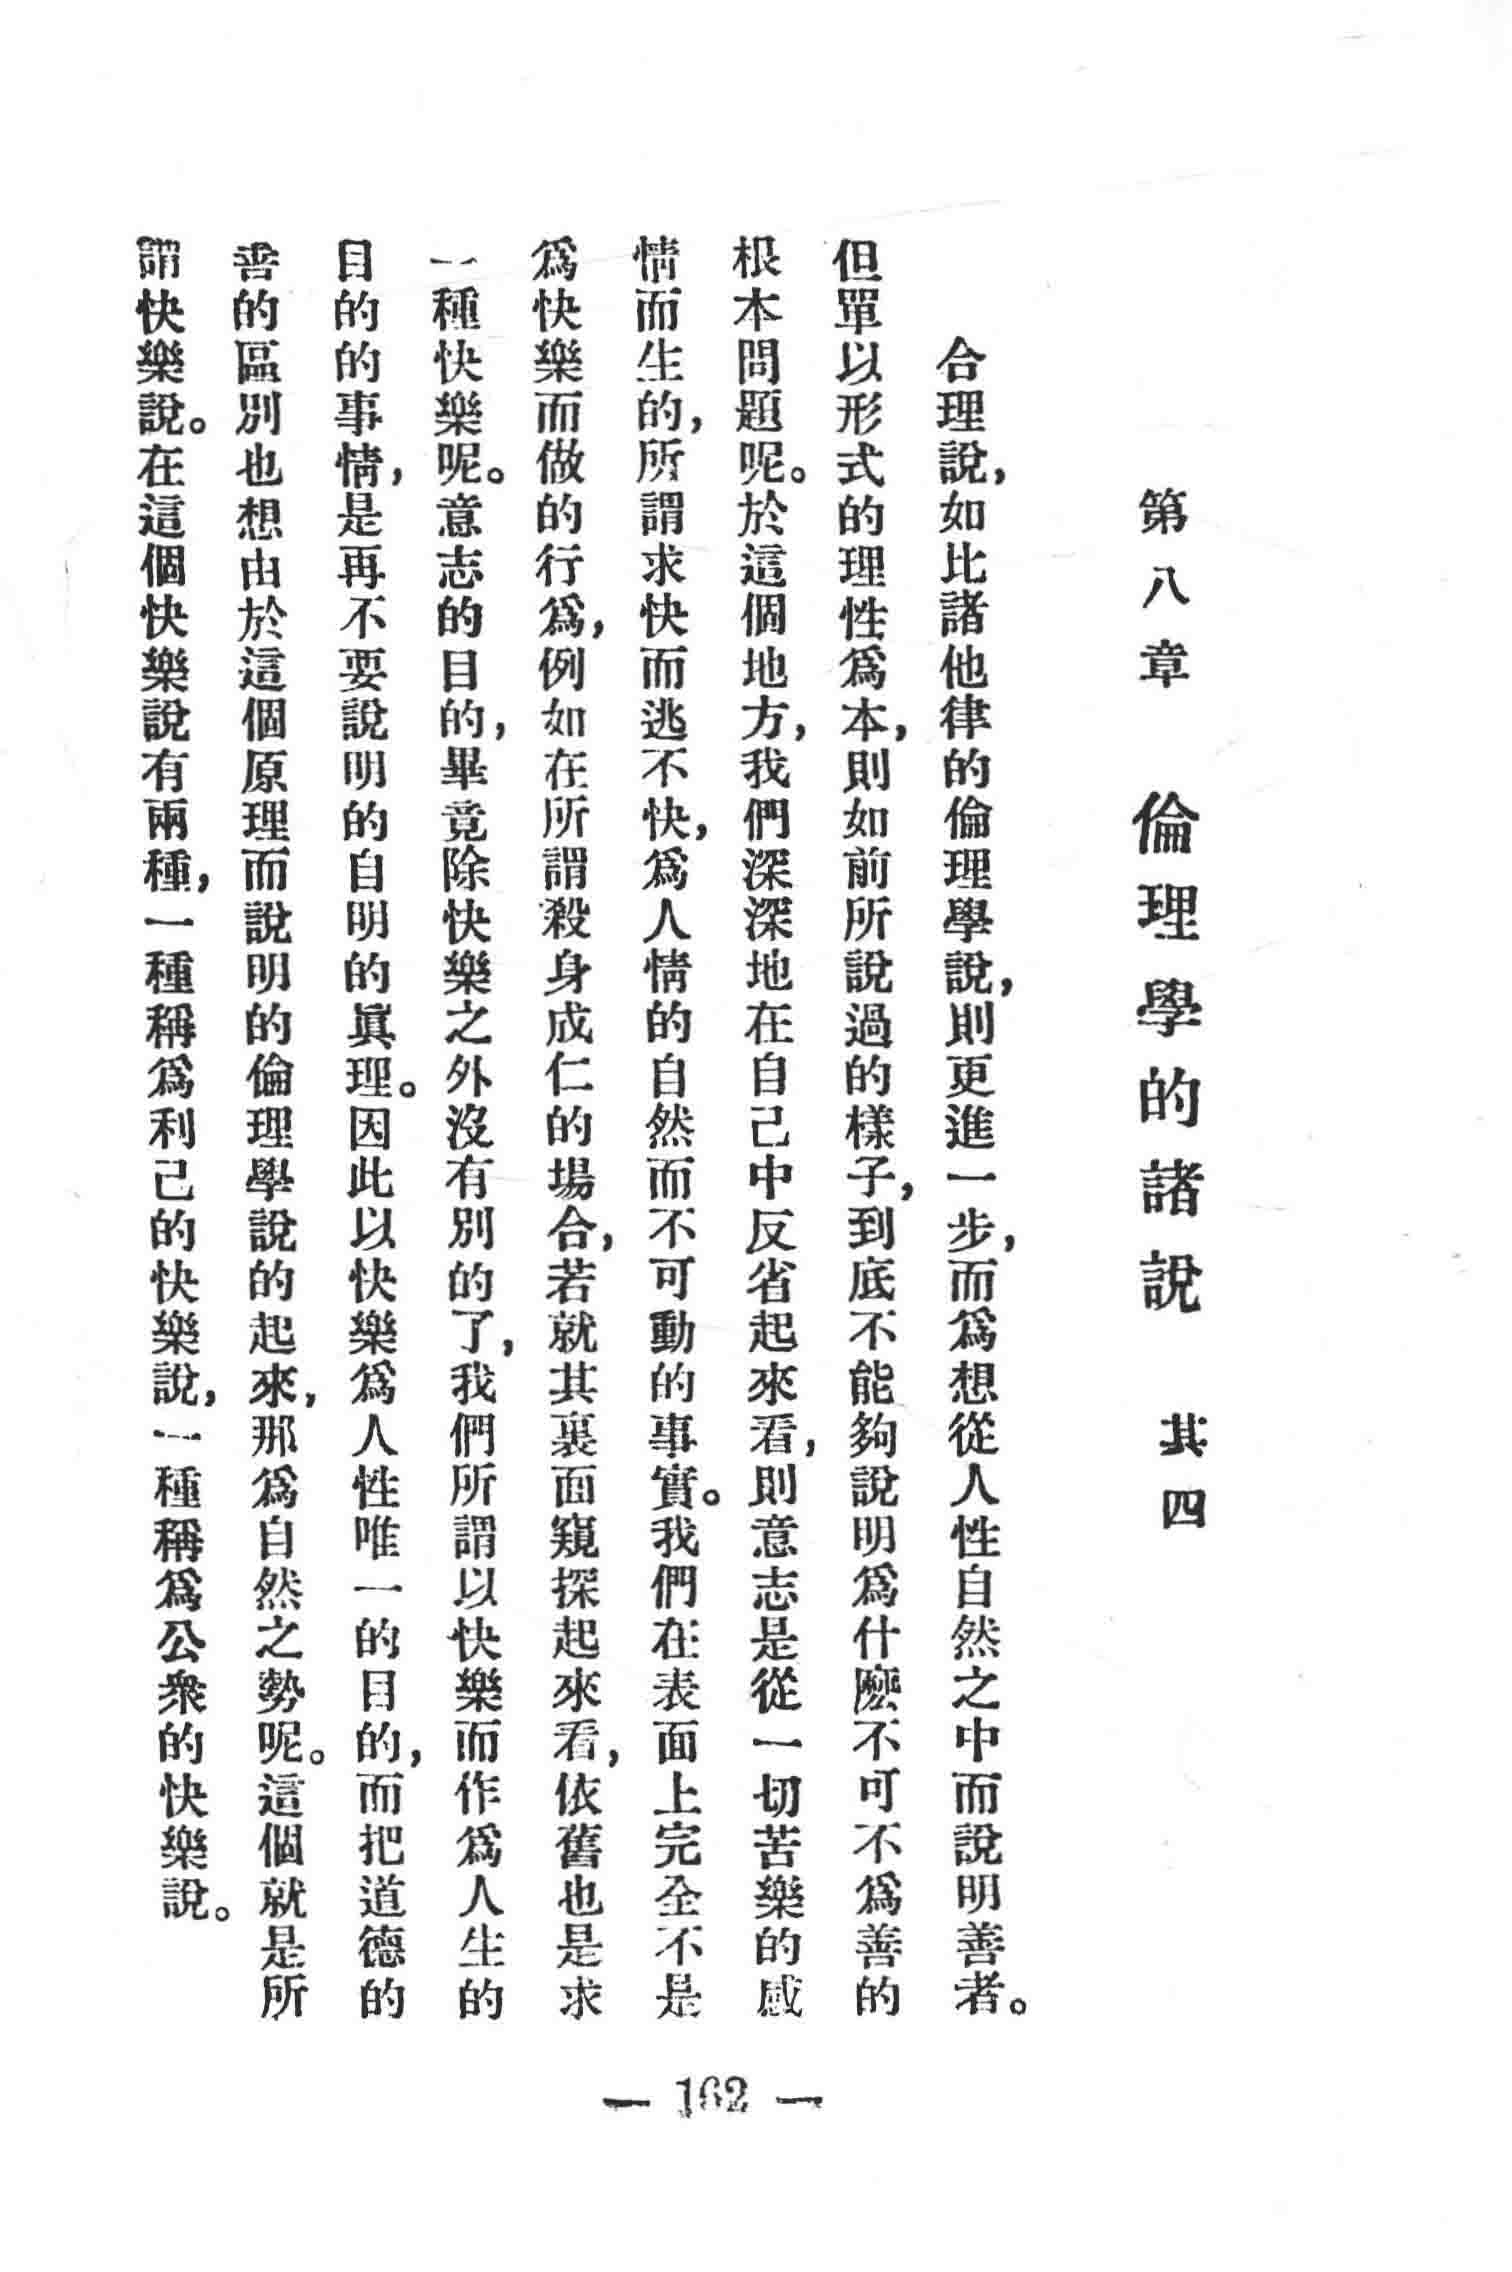 第八章　倫理學的諸說　其四
合理說，如比諸他律的倫理學說，則更進一步，而爲想從人性自然之中而說明善者。
但單以形式的理性爲本，則如前所說過的樣子，到底不能夠說明爲什麼不可不爲善的
根本問題呢。於這個地方，我們深深地在自己中反省起來看，則意志是從一切苦樂的感
情而生的，所謂求快而逃不快，爲人情的自然而不可動的事實。我們在表面上完全不是
爲快樂而做的行爲，例如在所謂殺身成仁的場合，若就其裏面窺探起來看，依舊也是求
一種快樂呢。意志的目的，畢竟除快樂之外沒有別的了，我們所謂以快樂而作爲人生的
目的的事情，是再不要說明的自明的眞理。因此以快樂爲人性唯一的目的，而把道德的
善的區別也想由於這個原理而說明的倫理學說的起來，那爲自然之勢呢。這個就是所
謂快樂說。在這個快樂說有兩種，一種稱爲利己的快樂說，一種稱爲公衆的快樂說。
— 162 —